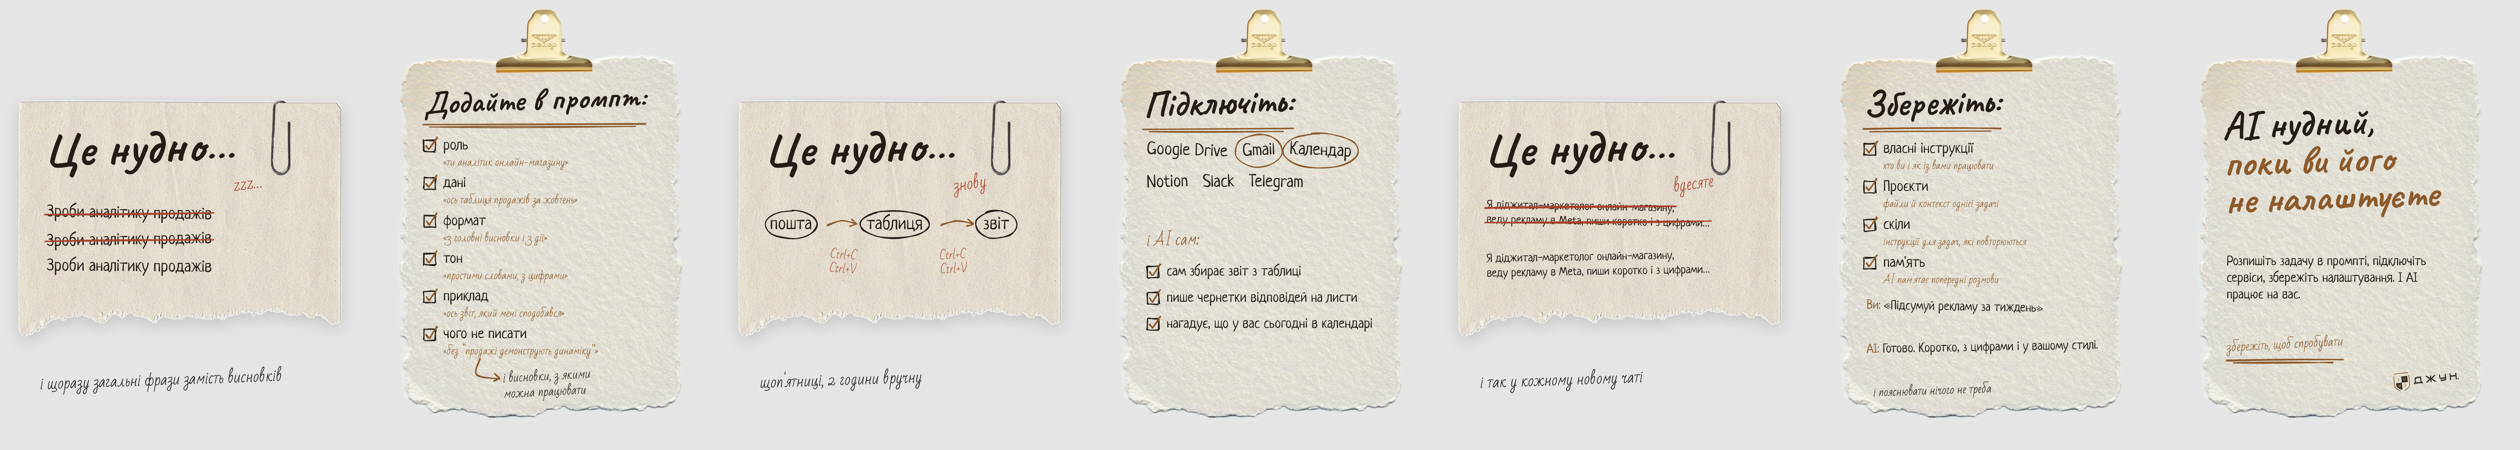 Це нудно...
zzz...
Зроби аналітику продажів
Зроби аналітику продажів
Зроби аналітику продажів
і щоразу загальні фрази замість висновків
Додайте в промпт:
роль
«ти аналітик онлайн-магазину»
дані
«ось таблиця продажів за жовтень»
формат
«3 головні висновки і 3 дії»
тон
«простими словами, з цифрами»
приклад
«ось звіт, який мені сподобався»
чого не писати
«без "продажі демонструють динаміку"»
і висновки, з якими
можна працювати
Це нудно...
знову
пошта таблиця звіт
Ctrl+C Ctrl+C
Ctrl+V Ctrl+V
щоп'ятниці, 2 години вручну
Підключіть:
Google Drive Gmail Календар
Notion Slack Telegram
і AI сам:
сам збирає звіт з таблиці
пише чернетки відповідей на листи
нагадує, що у вас сьогодні в календарі
Це нудно...
вдесяте
Я діджитал-маркетолог онлайн-магазину,
веду рекламу в Meta, пиши коротко і з цифрами...
Я діджитал-маркетолог онлайн-магазину,
веду рекламу в Meta, пиши коротко і з цифрами...
і так у кожному новому чаті
Збережіть:
власні інструкції
хто ви і як із вами працювати
Проєкти
файли й контекст однієї задачі
скіли
інструкції для задач, які повторюються
пам'ять
AI пам'ятає попередні розмови
Ви: «Підсумуй рекламу за тиждень»
AI: Готово. Коротко, з цифрами і у вашому стилі.
і пояснювати нічого не треба
AI нудний,
поки ви його
не налаштуєте
Розпишіть задачу в промпті, підключіть
сервіси, збережіть налаштування. І AI
працює на вас.
збережіть, щоб спробувати
ДЖУН.